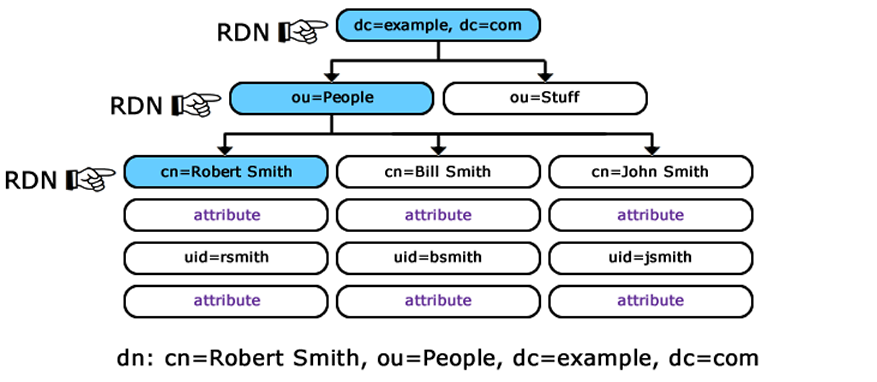 RDN
dc=example, dc=com
RDN
ou=People
ou=Stuff
RDN
cn=Robert Smith
cn=Bill Smith
cn=John Smith
attribute
attribute
attribute
uid=rsmith
uid=bsmith
uid=jsmith
attribute
attribute
attribute
dn: cn=Robert Smith, ou=People, dc=example, dc=com